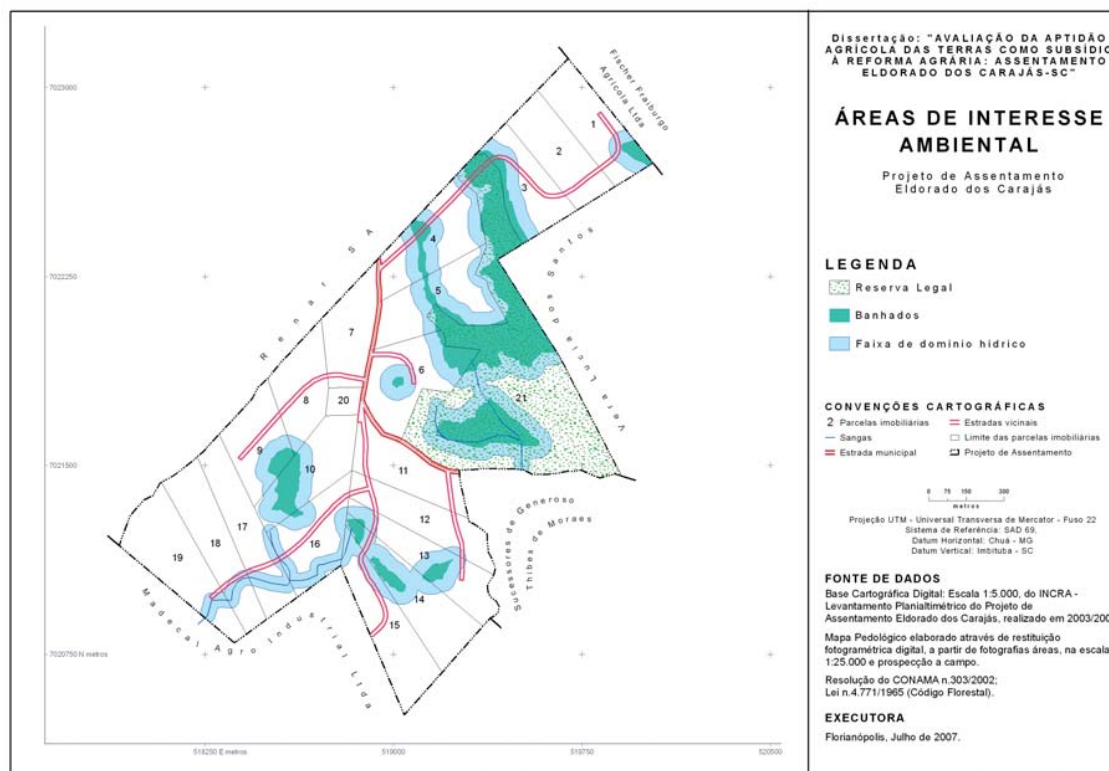 Dissertação: "AVALIAÇÃO DA APTIDÃO
AGRÍCOLA DAS TERRAS COMO SUBSÍDIO
À REFORMA AGRÁRIA: ASSENTAMENTO
ELDORADO DOS CARAJÁS-SC"
ÁREAS DE INTERESSE
AMBIENTAL
Projeto de Assentamento
Eldorado dos Carajás
LEGENDA
Reserva Legal
Banhados
Faixa de domínio hídrico
CONVENÇÕES CARTOGRÁFICAS
2 Parcelas imobiliárias
Estradas vicinais
Sangas
Limite das parcelas imobiliárias
Estrada municipal
Projeto de Assentamento
0 75 150 300
metros
Projeção UTM - Universal Transversa de Mercator - Fuso 22
Sistema de Referência: SAD 69,
Datum Horizontal: Chuá - MG
Datum Vertical: Imbituba - SC
FONTE DE DADOS
Base Cartográfica Digital: Escala 1:5.000, do INCRA -
Levantamento Planialtimétrico do Projeto de
Assentamento Eldorado dos Carajás, realizado em 2003/200
Mapa Pedológico elaborado através de restituição
fotogramétrica digital, a partir de fotografias áreas, na escala
1:25.000 e prospecção a campo.
Resolução do CONAMA n.303/2002;
Lei n.4.771/1965 (Código Florestal).
EXECUTORA
Florianópolis, Julho de 2007.
7023000
7022250
7021500
7020750 N metros
518250 E metros
519000
519750
520500
Fischer Fraiburgo
Agrícola Ltda
Renar SA
Vera Lucia dos Santos
Sucessores de Generoso
Thibes de Moraes
Madecal Agro Industrial Ltda
1
2
3
4
5
6
7
8
9
10
11
12
13
14
15
16
17
18
19
20
21